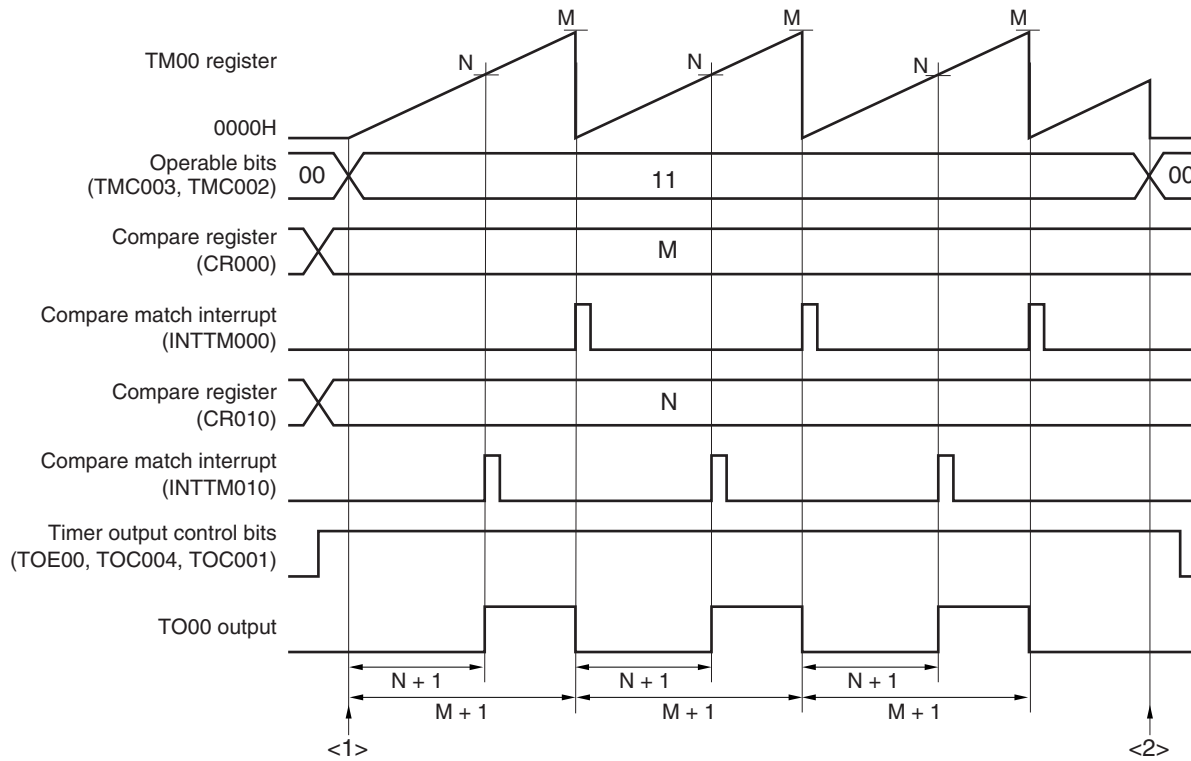 M M M
TM00 register
N N N
0000H
Operable bits
(TMC003, TMC002)
00 11 00
Compare register
(CR000)
M
Compare match interrupt
(INTTM000)
Compare register
(CR010)
N
Compare match interrupt
(INTTM010)
Timer output control bits
(TOE00, TOC004, TOC001)
TO00 output
N + 1 N + 1 N + 1
M + 1 M + 1 M + 1
<1> <2>